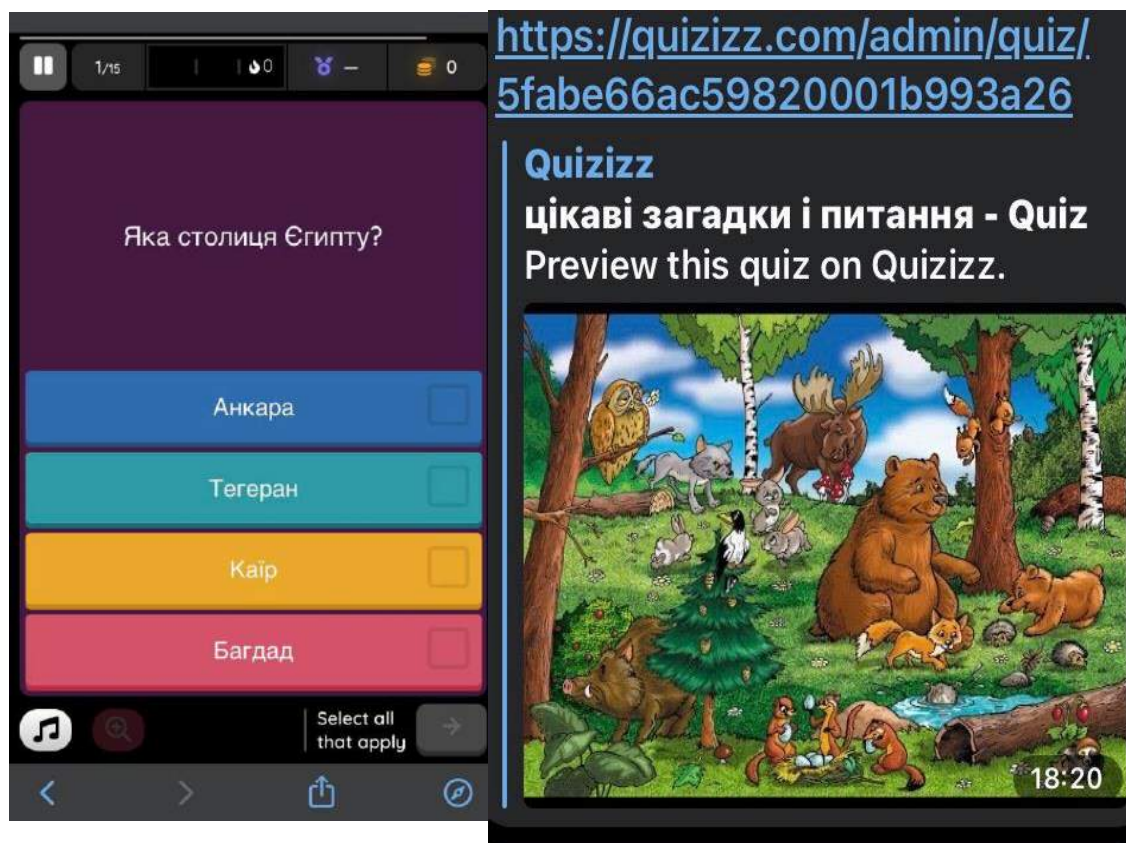 1/15
0
–
0
Яка столиця Єгипту?
Анкара
Тегеран
Каїр
Багдад
Select all
that apply
https://quizizz.com/admin/quiz/
5fabe66ac59820001b993a26
Quizizz
цікаві загадки і питання - Quiz
Preview this quiz on Quizizz.
18:20